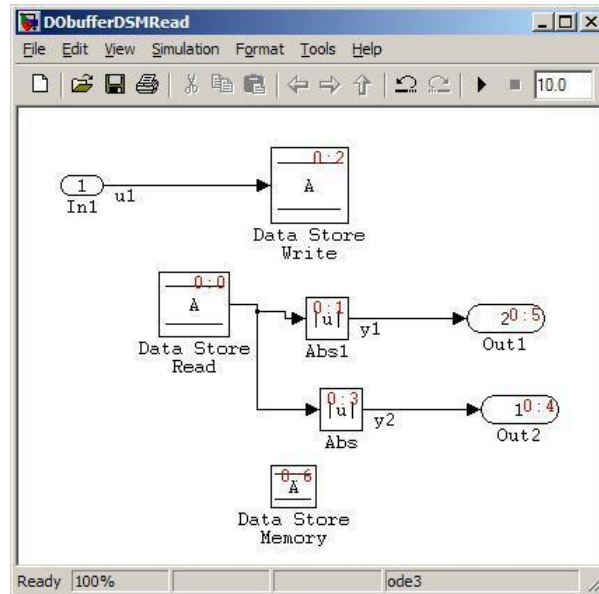 DObufferDSMRead
File Edit View Simulation Format Tools Help
10.0
0:2
1
A
In1
u1
Data Store
Write
0:0
A
Data Store
Read
0:1
|u|
Abs1
y1
2
0:5
Out1
0:3
|u|
Abs
y2
1
0:4
Out2
0:6
A
Data Store
Memory
Ready 100% ode3